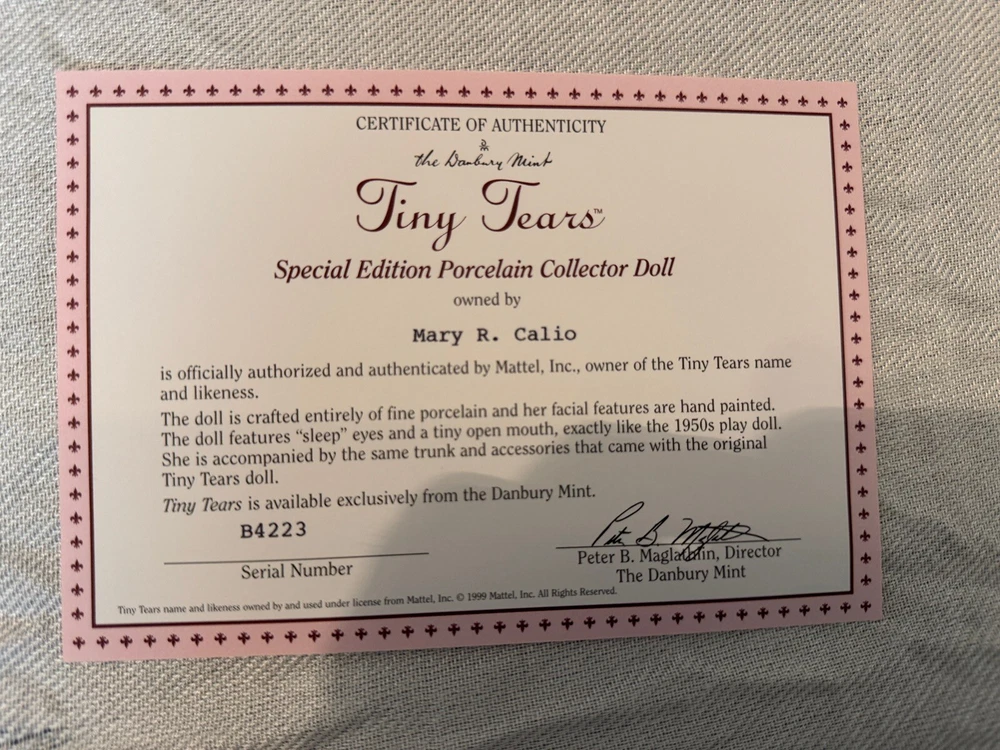 CERTIFICATE OF AUTHENTICITY
the Danbury Mint
Tiny Tears™
Special Edition Porcelain Collector Doll
owned by
Mary R. Calio
is officially authorized and authenticated by Mattel, Inc., owner of the Tiny Tears name
and likeness.
The doll is crafted entirely of fine porcelain and her facial features are hand painted.
The doll features “sleep” eyes and a tiny open mouth, exactly like the 1950s play doll.
She is accompanied by the same trunk and accessories that came with the original
Tiny Tears doll.
Tiny Tears is available exclusively from the Danbury Mint.
B4223
Serial Number
Peter B. Maglathlin, Director
The Danbury Mint
Tiny Tears name and likeness owned by and used under license from Mattel, Inc. © 1999 Mattel, Inc. All Rights Reserved.